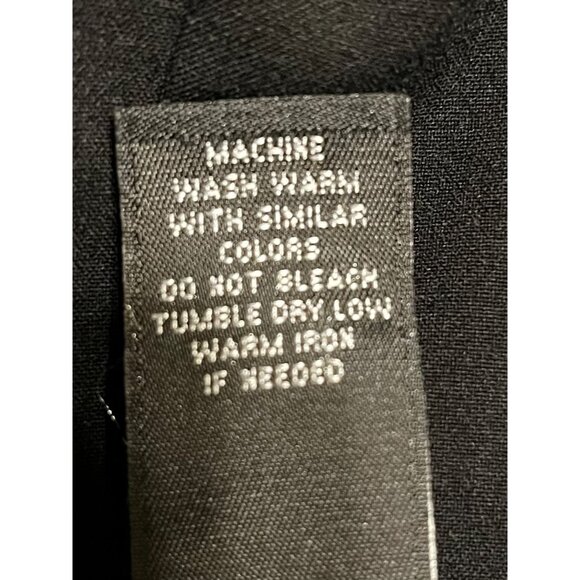 MACHINE
WASH WARM
WITH SIMILAR
COLORS
DO NOT BLEACH
TUMBLE DRY LOW
WARM IRON
IF NEEDED